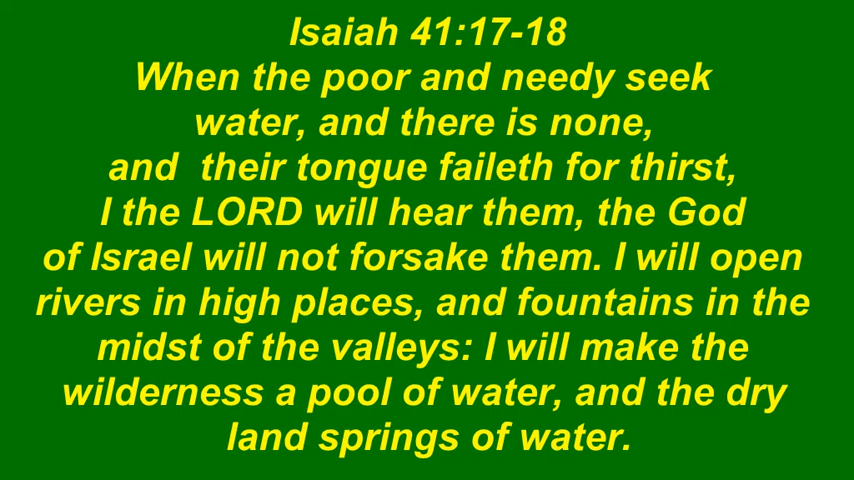 Isaiah 41:17-18
When the poor and needy seek
water, and there is none,
and  their tongue faileth for thirst,
I the LORD will hear them, the God
of Israel will not forsake them. I will open
rivers in high places, and fountains in the
midst of the valleys: I will make the
wilderness a pool of water, and the dry
land springs of water.